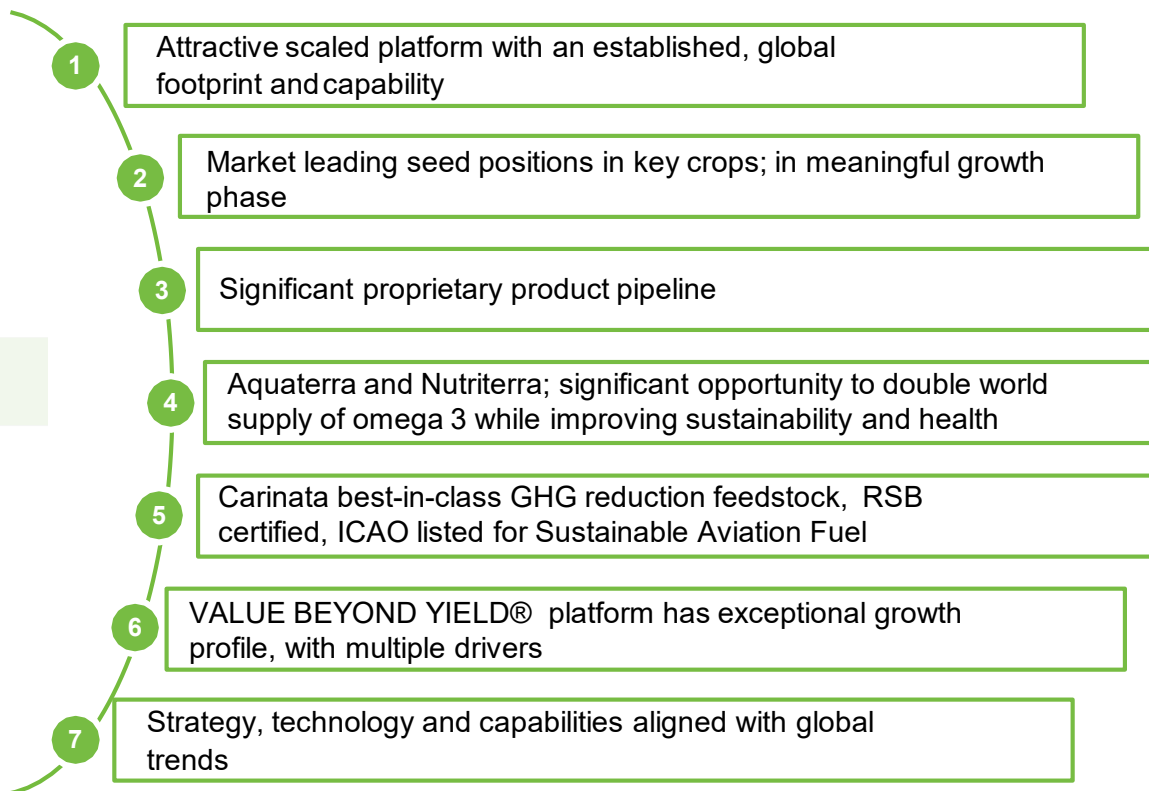 1
Attractive scaled platform with an established, global
footprint and capability
2
Market leading seed positions in key crops; in meaningful growth
phase
3
Significant proprietary product pipeline
4
Aquaterra and Nutriterra; significant opportunity to double world
supply of omega 3 while improving sustainability and health
5
Carinata best-in-class GHG reduction feedstock, RSB
certified, ICAO listed for Sustainable Aviation Fuel
6
VALUE BEYOND YIELD® platform has exceptional growth
profile, with multiple drivers
7
Strategy, technology and capabilities aligned with global
trends